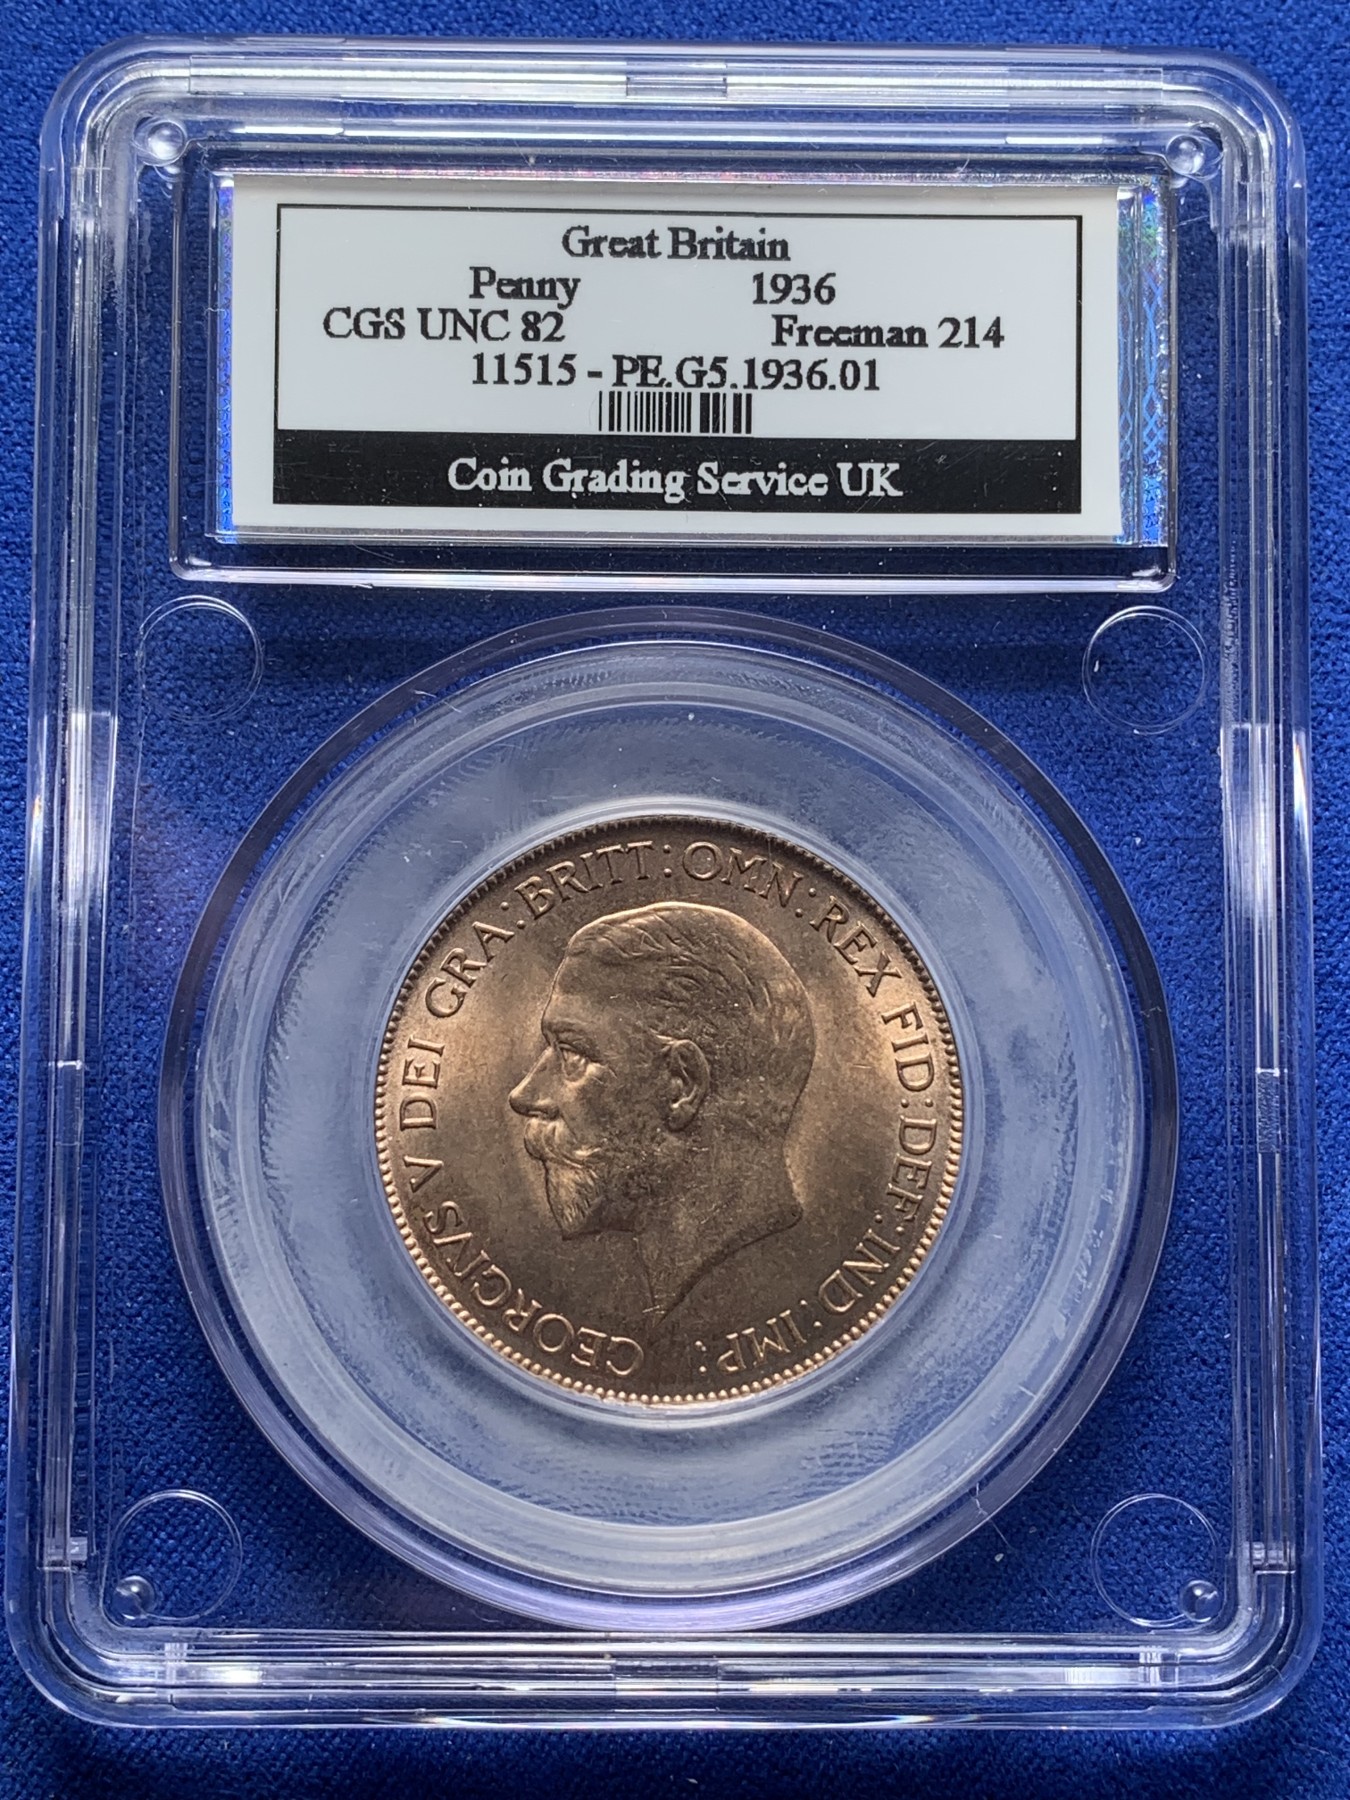 Great Britain
Penny 1936
CGS UNC 82 Freeman 214
11515 - PE.G5.1936.01
Coin Grading Service UK
GEORGIVS V DEI GRA: BRITT: OMN: REX FID: DEF: IND: IMP: